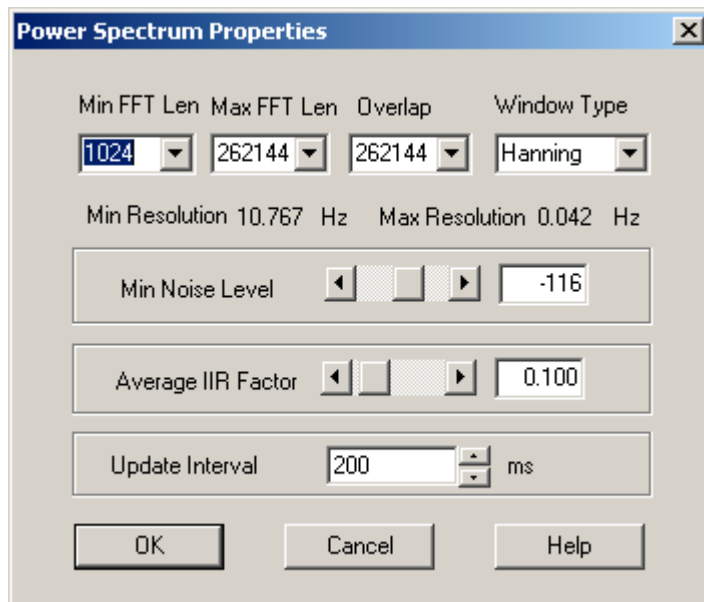 Power Spectrum Properties
Min FFT Len Max FFT Len Overlap Window Type
1024 262144 262144 Hanning
Min Resolution 10.767 Hz Max Resolution 0.042 Hz
Min Noise Level -116
Average IIR Factor 0.100
Update Interval 200 ms
OK Cancel Help